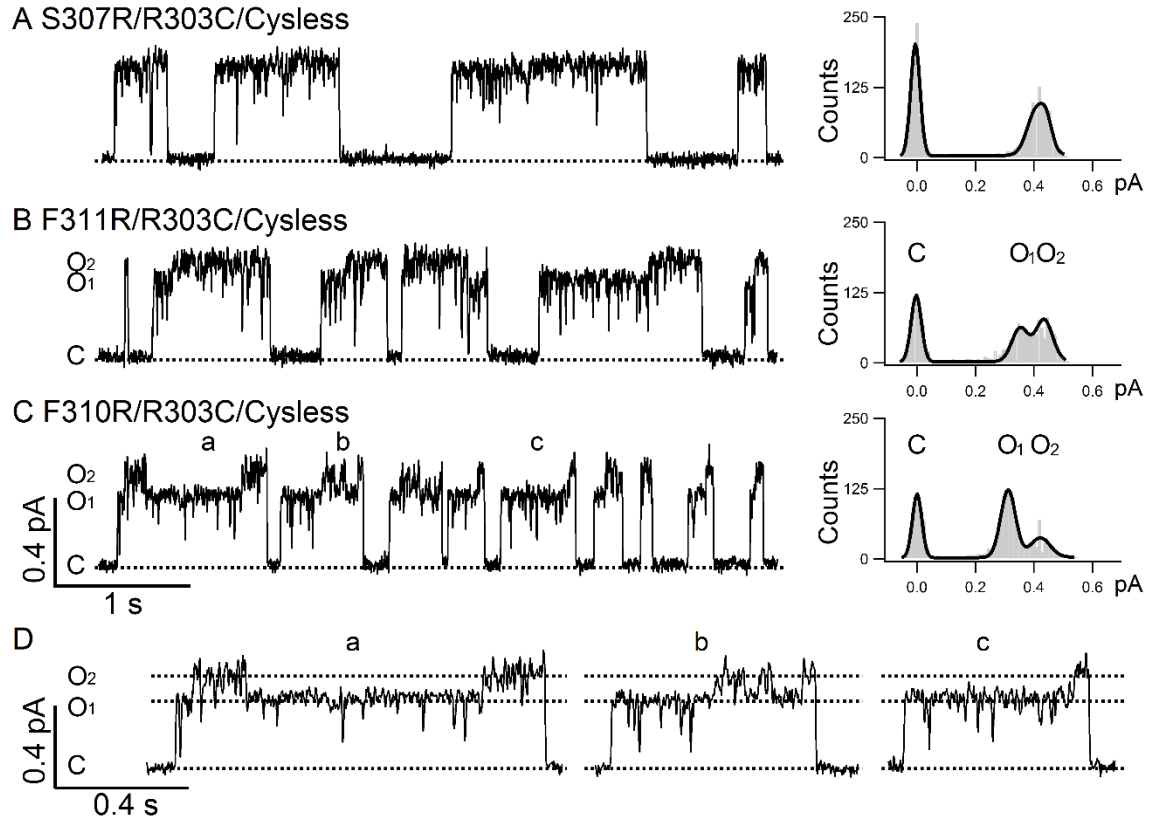 A S307R/R303C/Cysless
250
125
0
Counts
0.0 0.2 0.4 0.6 pA
B F311R/R303C/Cysless
O₂
O₁
C
250
125
0
Counts
C O₁O₂
0.0 0.2 0.4 0.6 pA
C F310R/R303C/Cysless
a b c
O₂
O₁
C
0.4 pA
1 s
250
125
0
Counts
C O₁ O₂
0.0 0.2 0.4 0.6 pA
D
a b c
O₂
O₁
C
0.4 pA
0.4 s